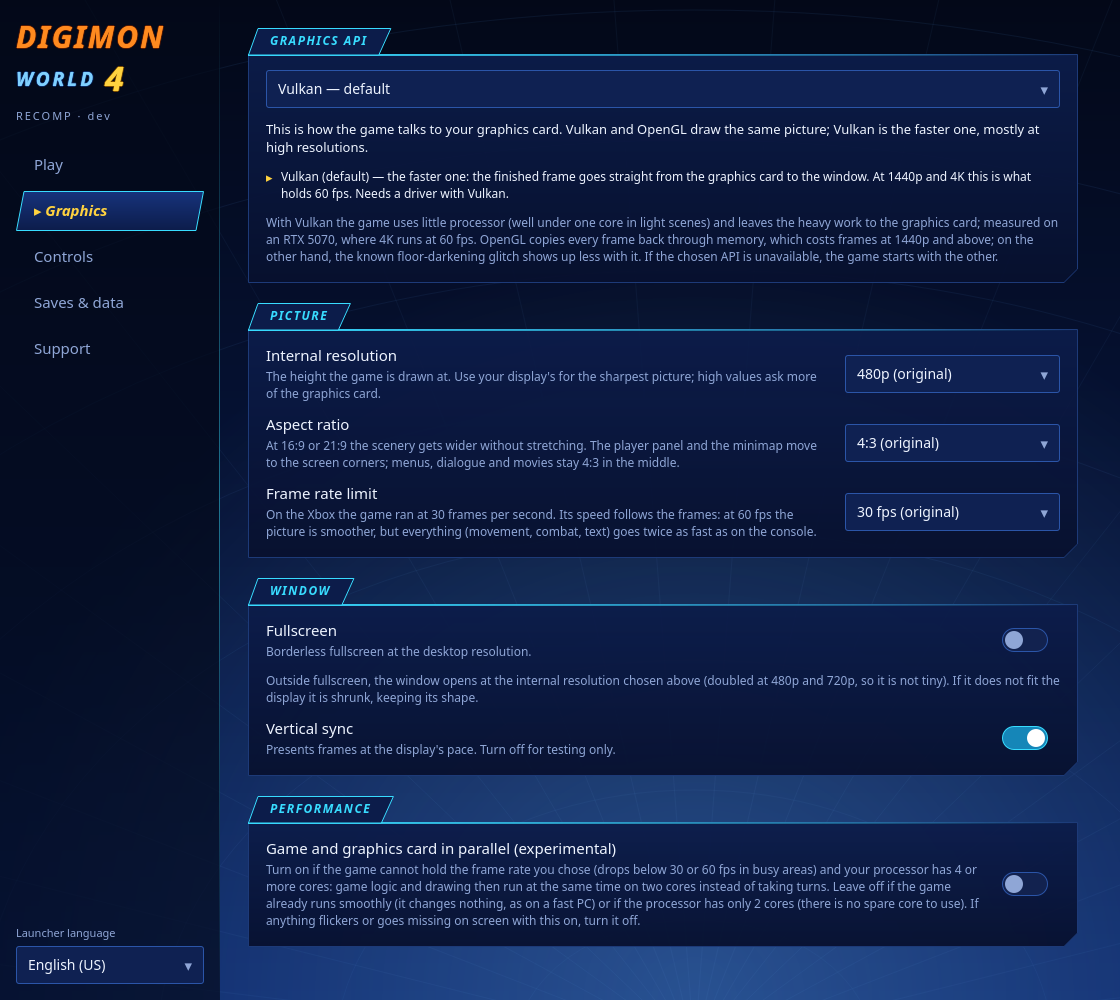 DIGIMON
WORLD 4
RECOMP · dev
Play
▸ Graphics
Controls
Saves & data
Support
Launcher language
English (US)
GRAPHICS API
Vulkan — default
This is how the game talks to your graphics card. Vulkan and OpenGL draw the same picture; Vulkan is the faster one, mostly at
high resolutions.
▸ Vulkan (default) — the faster one: the finished frame goes straight from the graphics card to the window. At 1440p and 4K this is what
holds 60 fps. Needs a driver with Vulkan.
With Vulkan the game uses little processor (well under one core in light scenes) and leaves the heavy work to the graphics card; measured on
an RTX 5070, where 4K runs at 60 fps. OpenGL copies every frame back through memory, which costs frames at 1440p and above; on the
other hand, the known floor-darkening glitch shows up less with it. If the chosen API is unavailable, the game starts with the other.
PICTURE
Internal resolution
The height the game is drawn at. Use your display's for the sharpest picture; high values ask more
of the graphics card.
480p (original)
Aspect ratio
At 16:9 or 21:9 the scenery gets wider without stretching. The player panel and the minimap move
to the screen corners; menus, dialogue and movies stay 4:3 in the middle.
4:3 (original)
Frame rate limit
On the Xbox the game ran at 30 frames per second. Its speed follows the frames: at 60 fps the
picture is smoother, but everything (movement, combat, text) goes twice as fast as on the console.
30 fps (original)
WINDOW
Fullscreen
Borderless fullscreen at the desktop resolution.
Outside fullscreen, the window opens at the internal resolution chosen above (doubled at 480p and 720p, so it is not tiny). If it does not fit the
display it is shrunk, keeping its shape.
Vertical sync
Presents frames at the display's pace. Turn off for testing only.
PERFORMANCE
Game and graphics card in parallel (experimental)
Turn on if the game cannot hold the frame rate you chose (drops below 30 or 60 fps in busy areas) and your processor has 4 or
more cores: game logic and drawing then run at the same time on two cores instead of taking turns. Leave off if the game
already runs smoothly (it changes nothing, as on a fast PC) or if the processor has only 2 cores (there is no spare core to use). If
anything flickers or goes missing on screen with this on, turn it off.